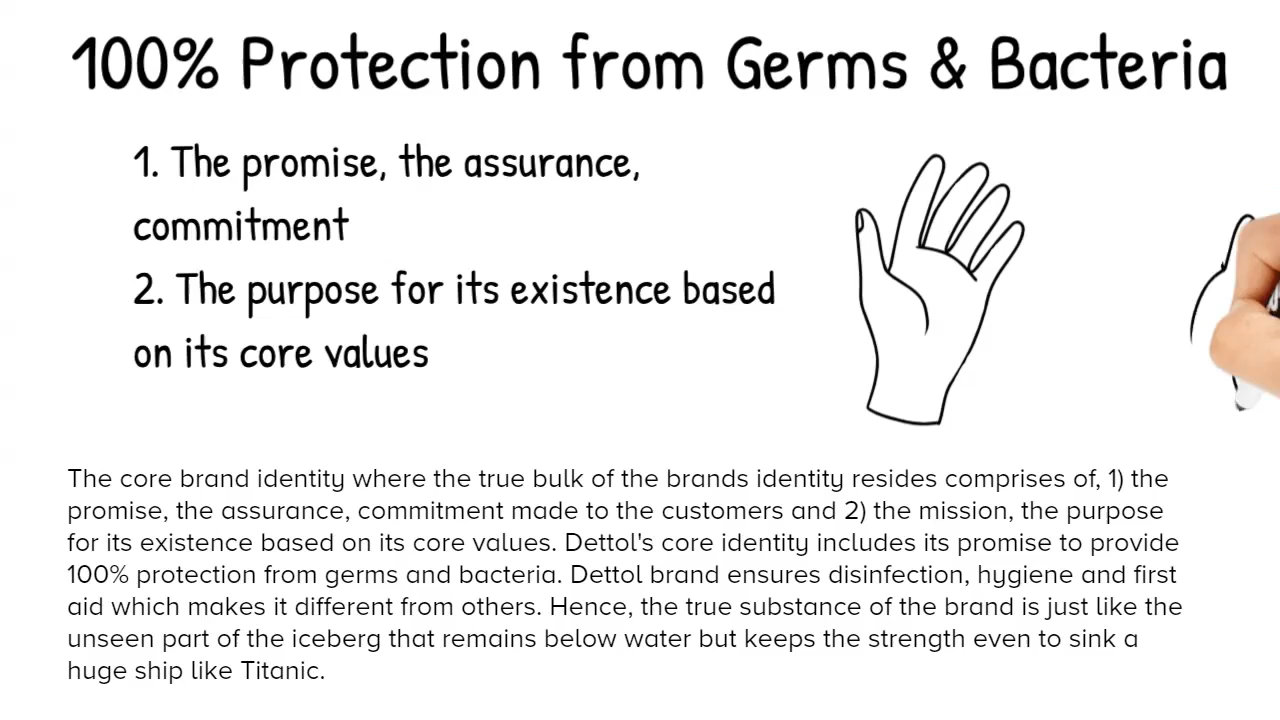 100% Protection from Germs & Bacteria
1. The promise, the assurance,
commitment
2. The purpose for its existence based
on its core values
The core brand identity where the true bulk of the brands identity resides comprises of, 1) the
promise, the assurance, commitment made to the customers and 2) the mission, the purpose
for its existence based on its core values. Dettol's core identity includes its promise to provide
100% protection from germs and bacteria. Dettol brand ensures disinfection, hygiene and first
aid which makes it different from others. Hence, the true substance of the brand is just like the
unseen part of the iceberg that remains below water but keeps the strength even to sink a
huge ship like Titanic.